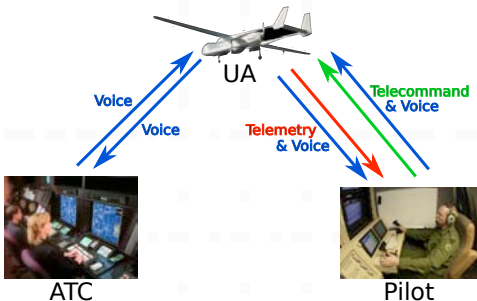 UA
Voice
Voice
Telecommand
& Voice
Telemetry
& Voice
ATC
Pilot